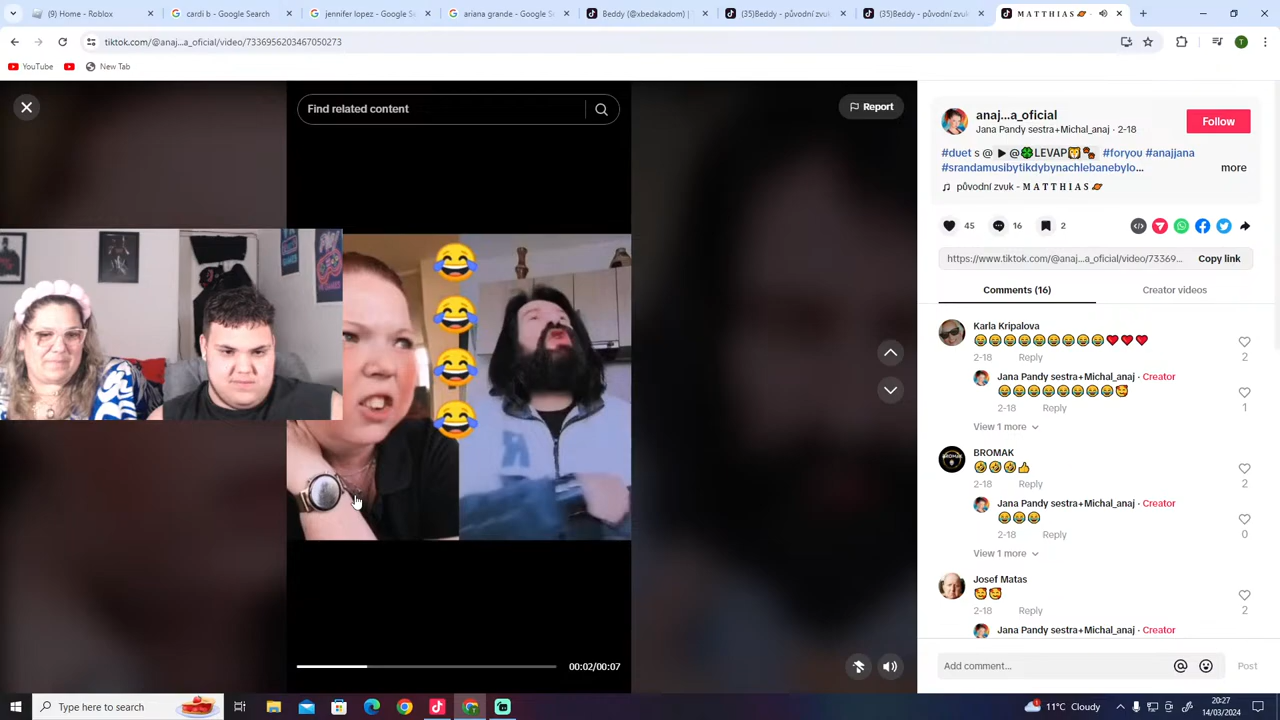 (9) Home - Roblox
cardi b - Google Search
jennifer lopez - Google Se
ariana grande - Google Se
Beddy (@xbedakadom) |
(35)Beddy - původní zvuk -
(35)Beddy - původní zvuk -
M A T T H I A S
tiktok.com/@anaj...a_oficial/video/7336956203467050273
YouTube
New Tab
Find related content
Report
anaj...a_oficial
Jana Pandy sestra+Michal_anaj · 2-18
Follow
#duet s @ ▶ @🍀LEVAP🦁🐾 #foryou #anajjana
#srandamusibytikdybynachlebanebylo...
more
♫ původní zvuk - M A T T H I A S 🪐
45
16
2
https://www.tiktok.com/@anaj...a_oficial/video/73369...
Copy link
Comments (16)
Creator videos
Karla Kripalova
😂😂😂😂😂😂😂😂😂❤❤❤
2-18 Reply
2
Jana Pandy sestra+Michal_anaj · Creator
😂😂😂😂😂😂😂😂🥰
2-18 Reply
1
View 1 more
BROMAK
🤣🤣🤣👍
2-18 Reply
2
Jana Pandy sestra+Michal_anaj · Creator
😂😂😂
2-18 Reply
0
View 1 more
Josef Matas
🥰🥰
2-18 Reply
2
Jana Pandy sestra+Michal_anaj · Creator
00:02/00:07
Add comment...
Post
Type here to search
11°C Cloudy
20:27
14/03/2024